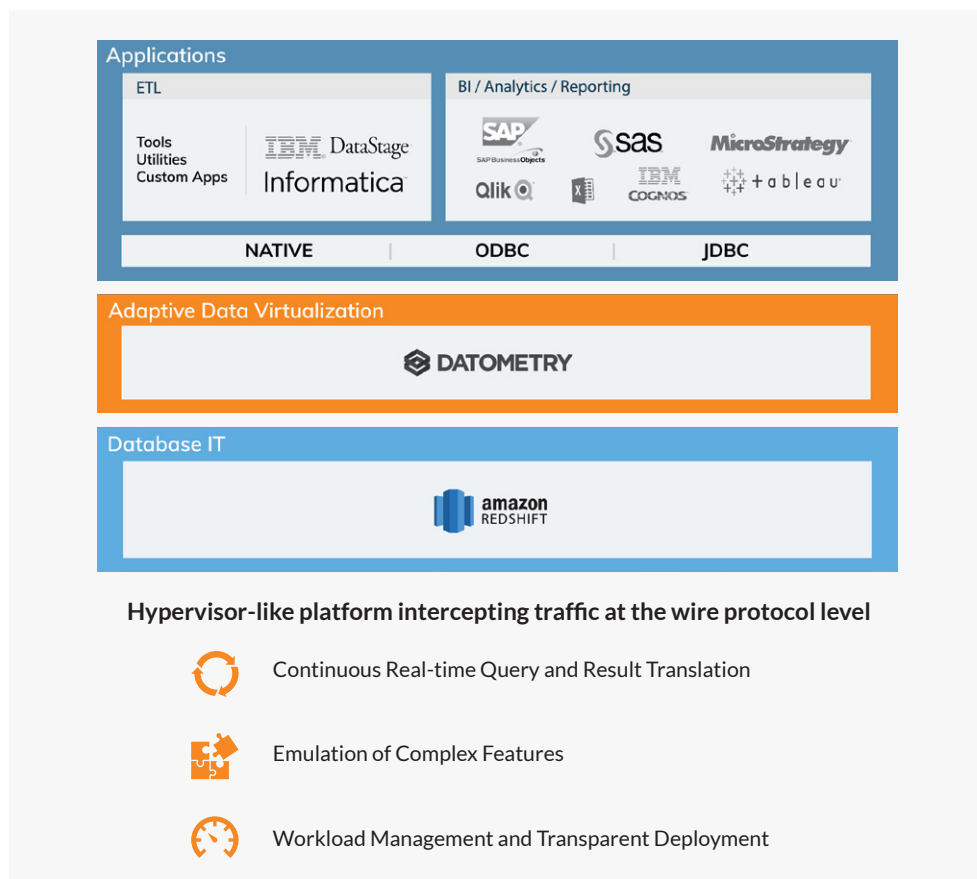 Applications
ETL
Tools
Utilities
Custom Apps
IBM DataStage
Informatica
BI / Analytics / Reporting
SAP
SAP BusinessObjects
sas
MicroStrategy
Qlik
X
IBM
COGNOS
+ableau
NATIVE | ODBC | JDBC
Adaptive Data Virtualization
DATOMETRY
Database IT
amazon
REDSHIFT
Hypervisor-like platform intercepting traffic at the wire protocol level
Continuous Real-time Query and Result Translation
Emulation of Complex Features
Workload Management and Transparent Deployment